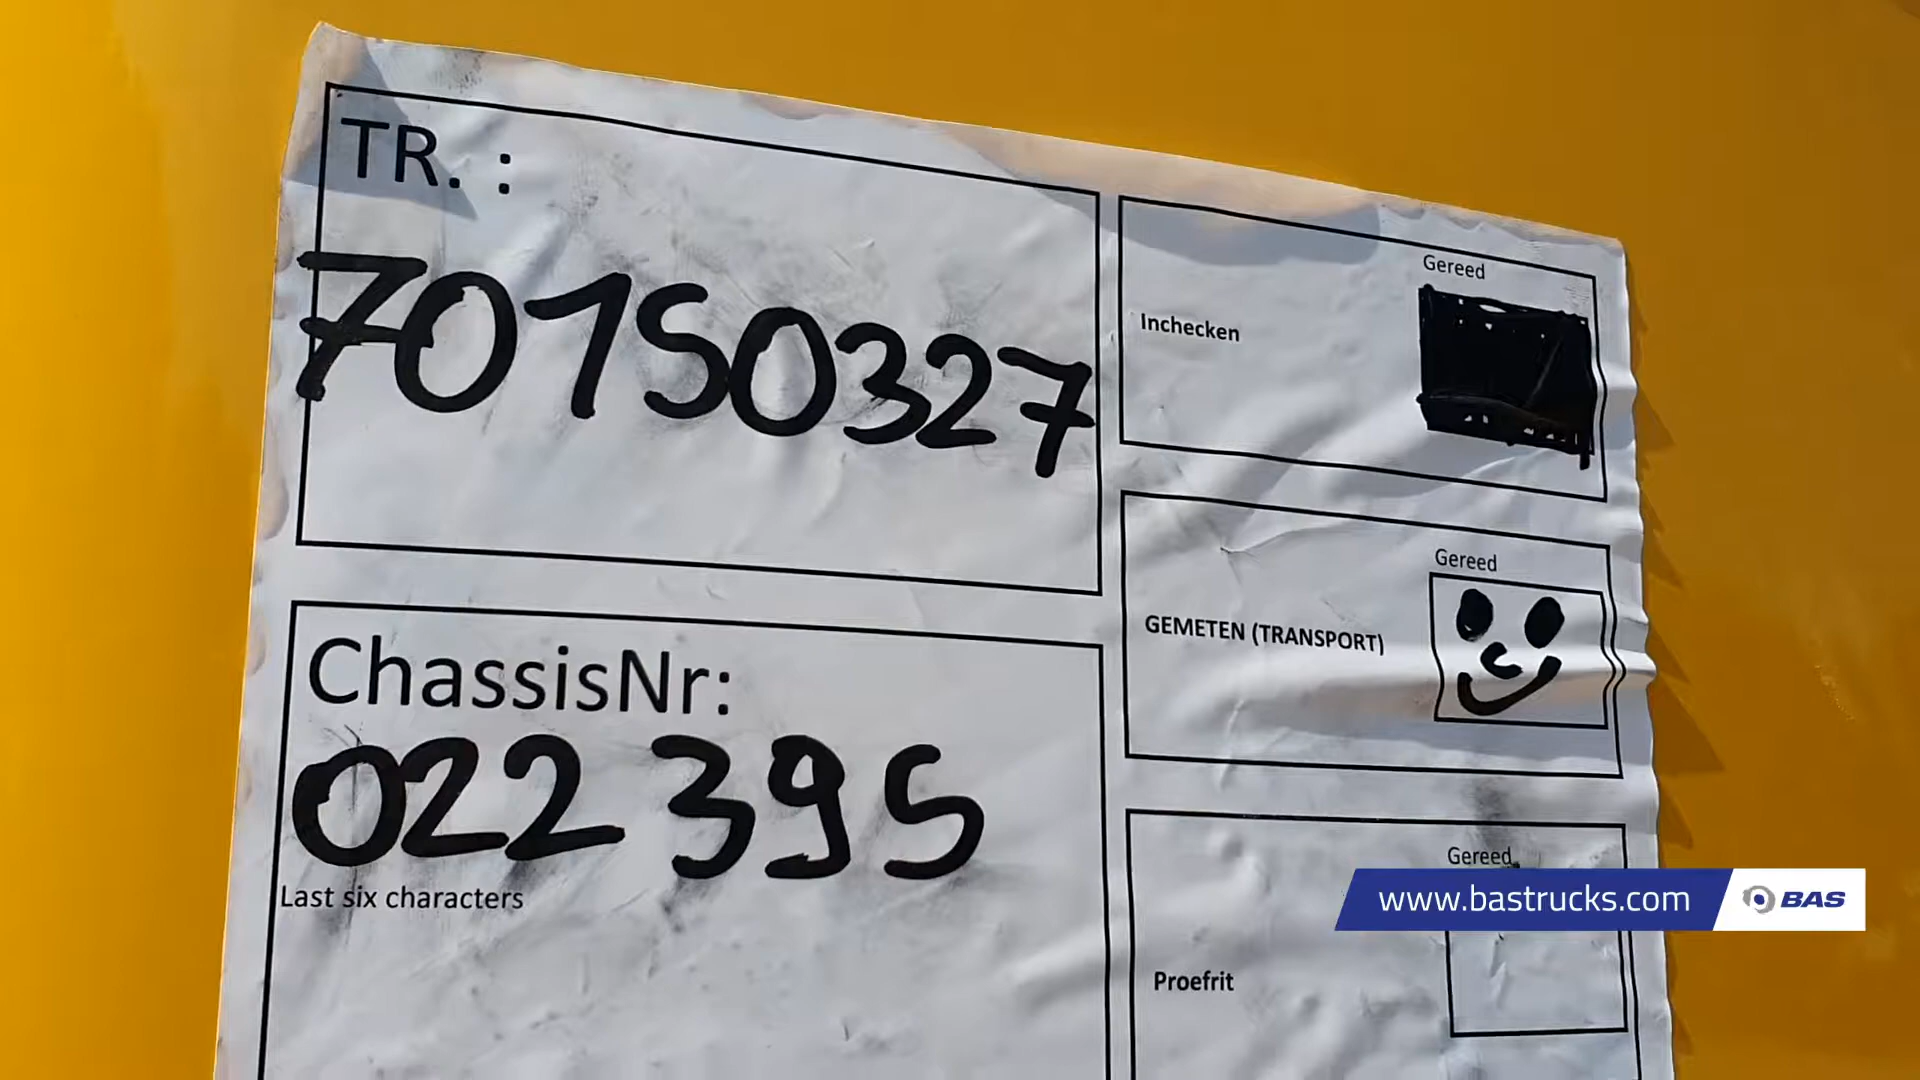 TR. :
70150327
ChassisNr:
022395
Last six characters
Gereed
Inchecken
Gereed
GEMETEN (TRANSPORT)
Gereed
Proefrit
www.bastrucks.com
BAS